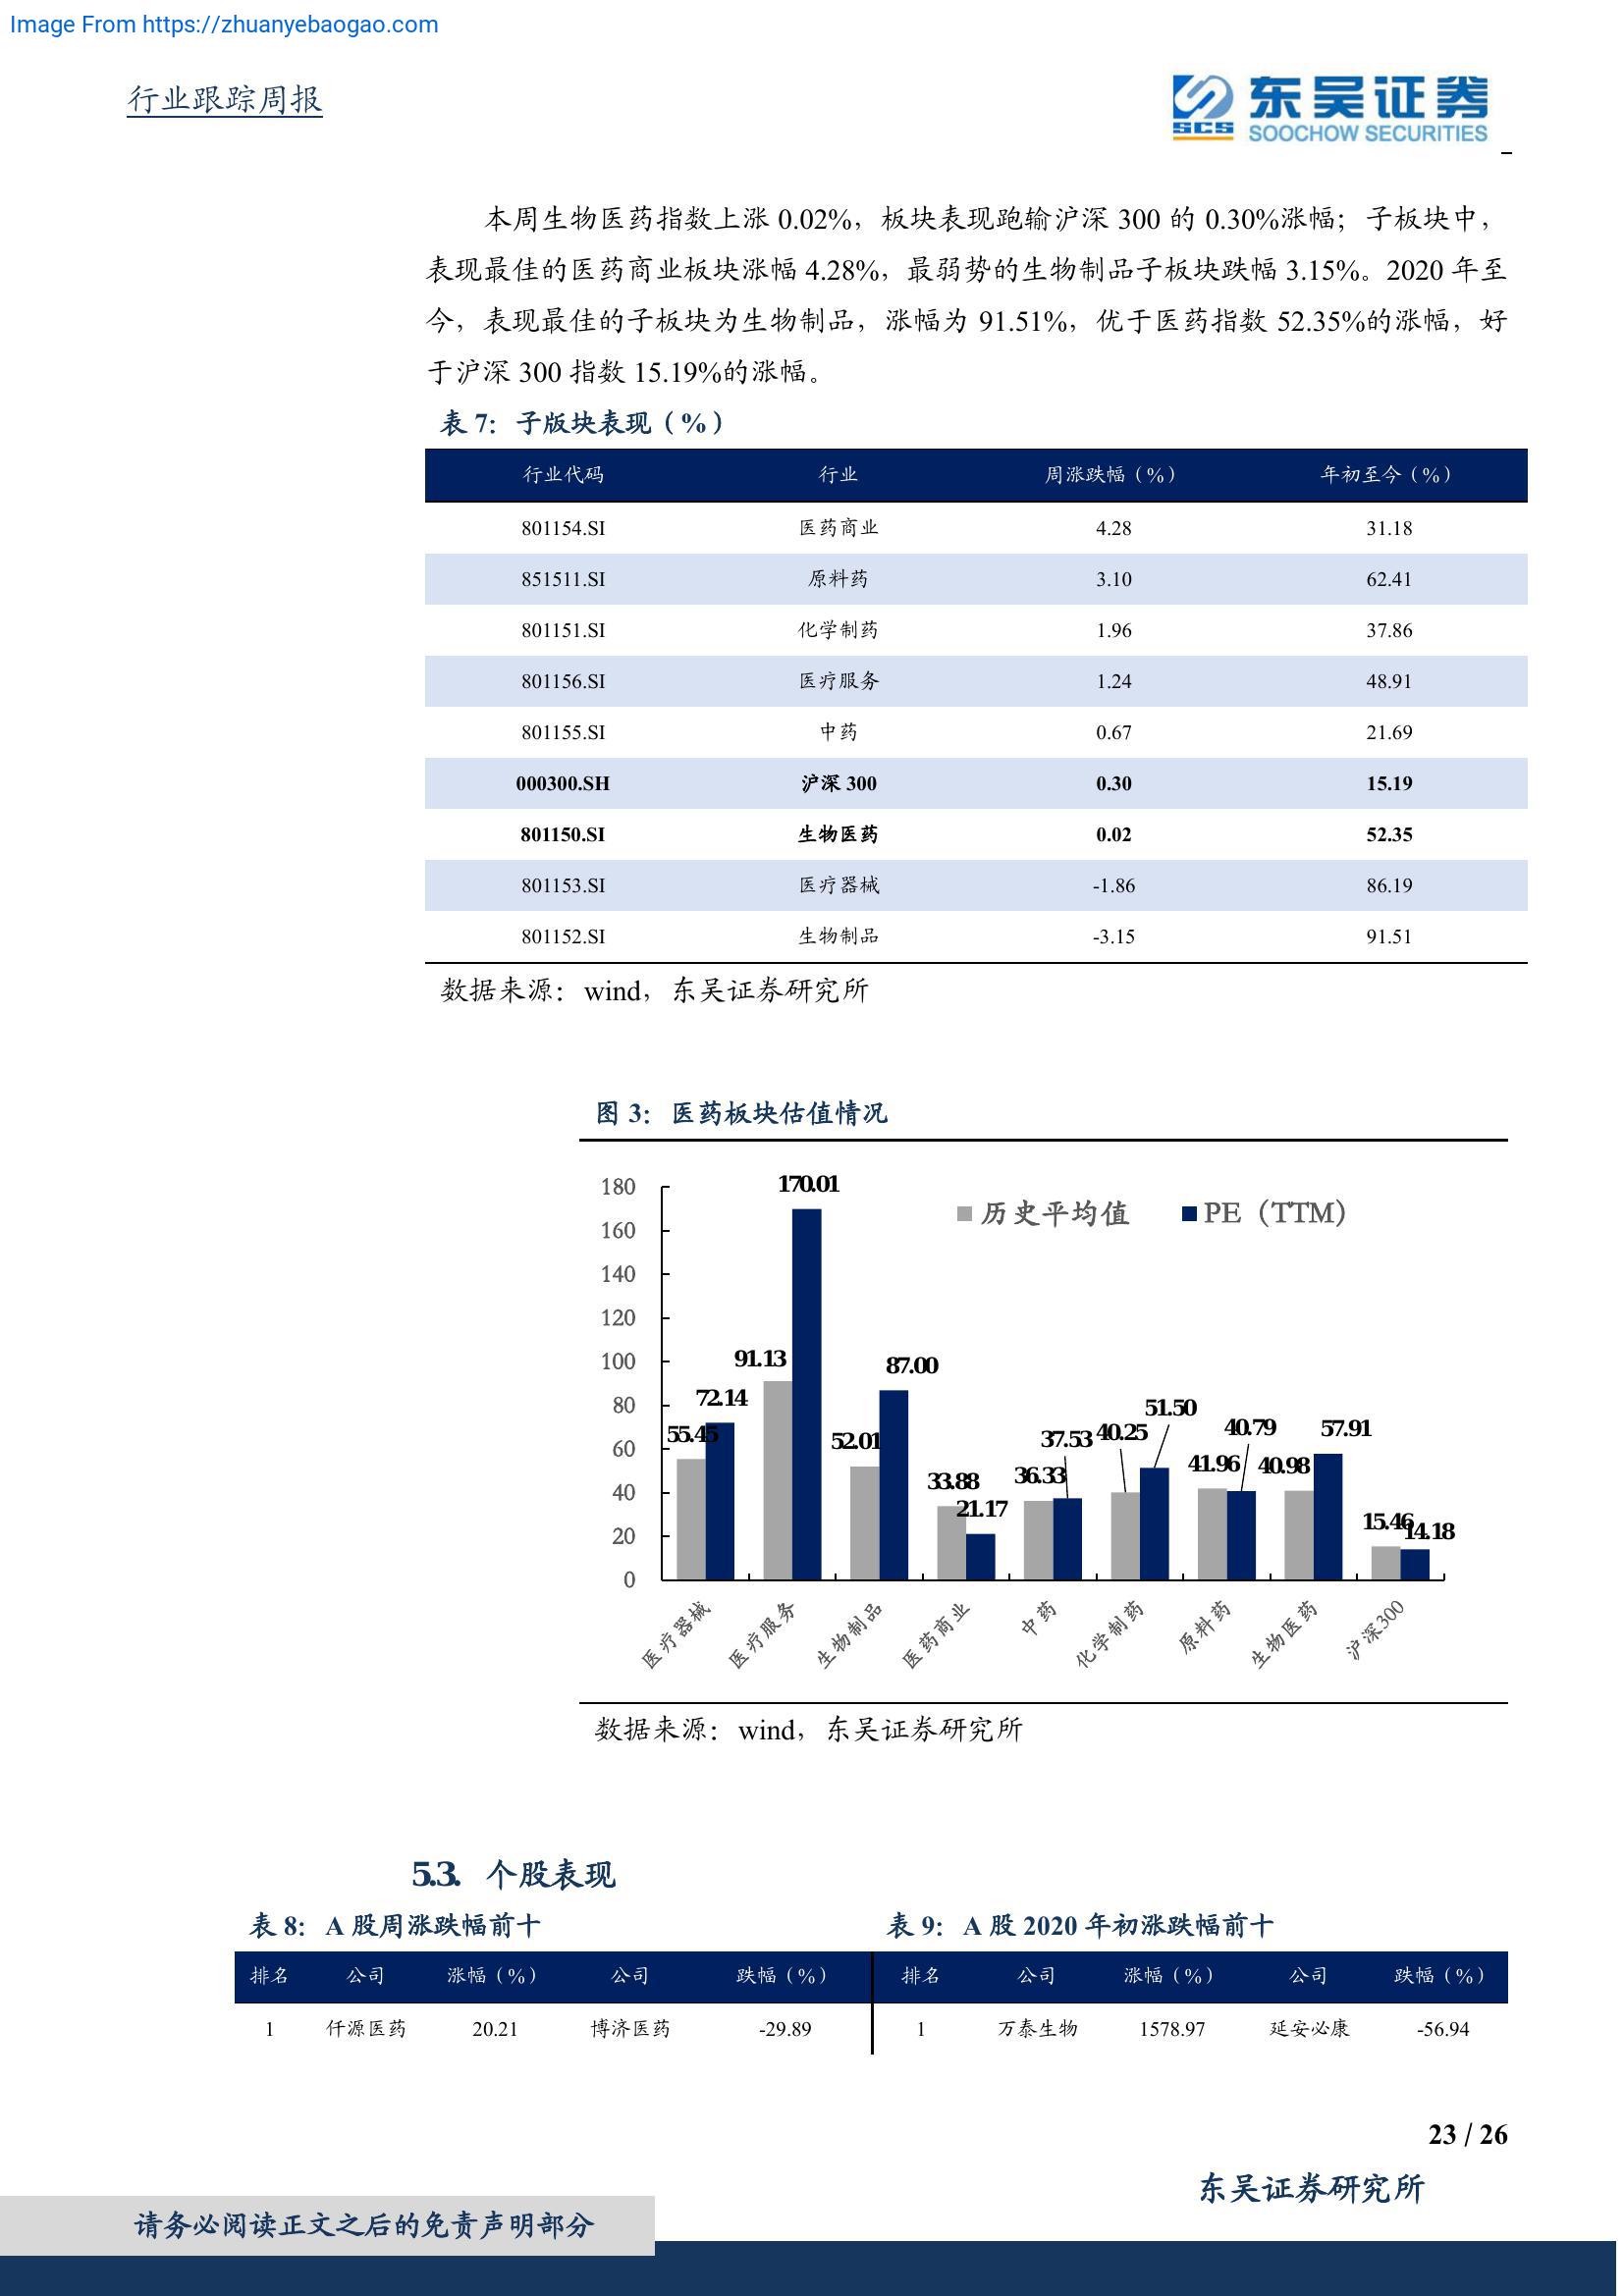 Image From https://zhuanyebaogao.com
行业跟踪周报
SCS 东吴证券
SOOCHOW SECURITIES
本周生物医药指数上涨 0.02%，板块表现跑输沪深 300 的 0.30%涨幅；子板块中，
表现最佳的医药商业板块涨幅 4.28%，最弱势的生物制品子板块跌幅 3.15%。2020 年至
今，表现最佳的子板块为生物制品，涨幅为 91.51%，优于医药指数 52.35%的涨幅，好
于沪深 300 指数 15.19%的涨幅。
表 7：子版块表现（%）
行业代码 行业 周涨跌幅（%） 年初至今（%）
801154.SI 医药商业 4.28 31.18
851511.SI 原料药 3.10 62.41
801151.SI 化学制药 1.96 37.86
801156.SI 医疗服务 1.24 48.91
801155.SI 中药 0.67 21.69
000300.SH 沪深 300 0.30 15.19
801150.SI 生物医药 0.02 52.35
801153.SI 医疗器械 -1.86 86.19
801152.SI 生物制品 -3.15 91.51
数据来源：wind，东吴证券研究所
图 3：医药板块估值情况
历史平均值 PE（TTM）
180
160
140
120
100
80
60
40
20
0
55.45 72.14 91.13 170.01 52.01 87.00 33.88 21.17 36.33 37.53 40.25 51.50 41.96 40.79 40.98 57.91 15.46 14.18
医疗器械 医疗服务 生物制品 医药商业 中药 化学制药 原料药 生物医药 沪深300
数据来源：wind，东吴证券研究所
5.3. 个股表现
表 8：A 股周涨跌幅前十 表 9：A 股 2020 年初涨跌幅前十
排名 公司 涨幅（%） 公司 跌幅（%） 排名 公司 涨幅（%） 公司 跌幅（%）
1 仟源医药 20.21 博济医药 -29.89 1 万泰生物 1578.97 延安必康 -56.94
23 / 26
东吴证券研究所
请务必阅读正文之后的免责声明部分